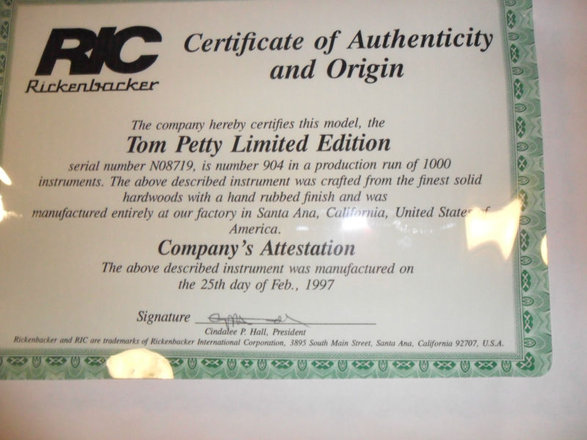 RIC
Rickenbacker
Certificate of Authenticity
and Origin
The company hereby certifies this model, the
Tom Petty Limited Edition
serial number N08719, is number 904 in a production run of 1000
instruments. The above described instrument was crafted from the finest solid
hardwoods with a hand rubbed finish and was
manufactured entirely at our factory in Santa Ana, California, United States of
America.
Company's Attestation
The above described instrument was manufactured on
the 25th day of Feb., 1997
Signature
Cindalee P. Hall, President
Rickenbacker and RIC are trademarks of Rickenbacker International Corporation, 3895 South Main Street, Santa Ana, California 92707, U.S.A.